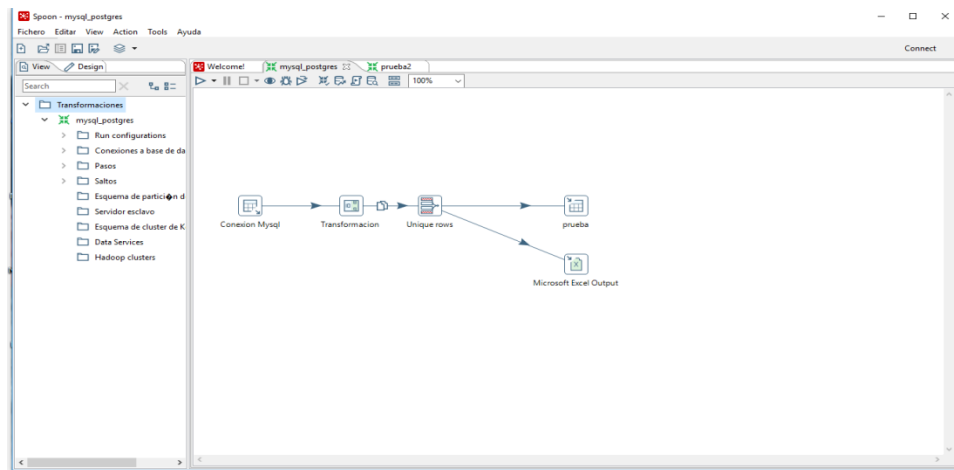 Spoon - mysql_postgres
Fichero Editar View Action Tools Ayuda
Connect
View Design
Search
Welcome! mysql_postgres prueba2
100%
Transformaciones
mysql_postgres
Run configurations
Conexiones a base de da
Pasos
Saltos
Esquema de partici�n d
Servidor esclavo
Esquema de cluster de K
Data Services
Hadoop clusters
Conexion Mysql
Transformacion
Unique rows
prueba
Microsoft Excel Output